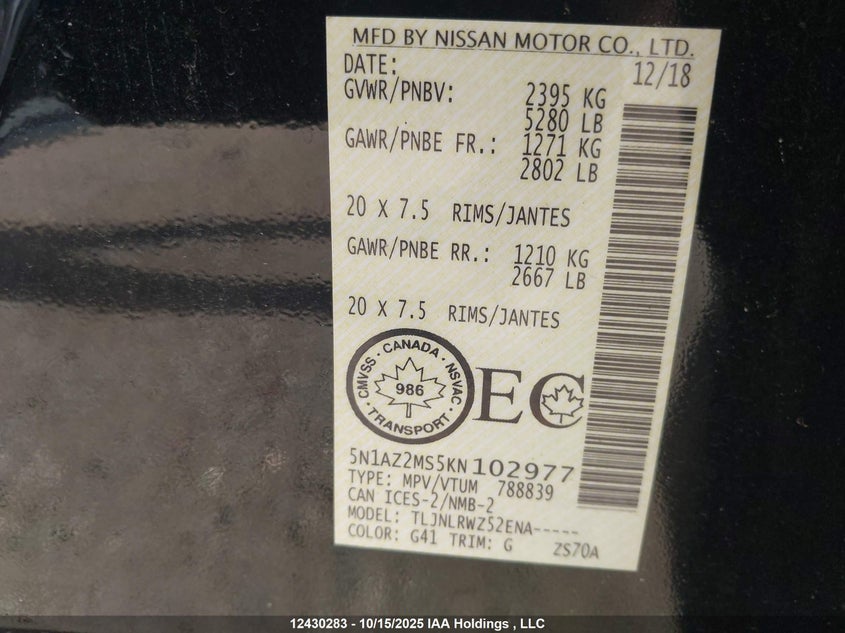 MFD BY NISSAN MOTOR CO., LTD.
DATE: 12/18
GVWR/PNBV: 2395 KG
5280 LB
GAWR/PNBE FR.: 1271 KG
2802 LB
20 X 7.5 RIMS/JANTES
GAWR/PNBE RR.: 1210 KG
2667 LB
20 X 7.5 RIMS/JANTES
CMVSS · CANADA · NSVAC · TRANSPORT ·
986
EC
5N1AZ2MS5KN102977
TYPE: MPV/VTUM 788839
CAN ICES-2/NMB-2
MODEL: TLJNLRWZ52ENA-----
COLOR: G41 TRIM: G ZS70A
12430283 - 10/15/2025 IAA Holdings , LLC